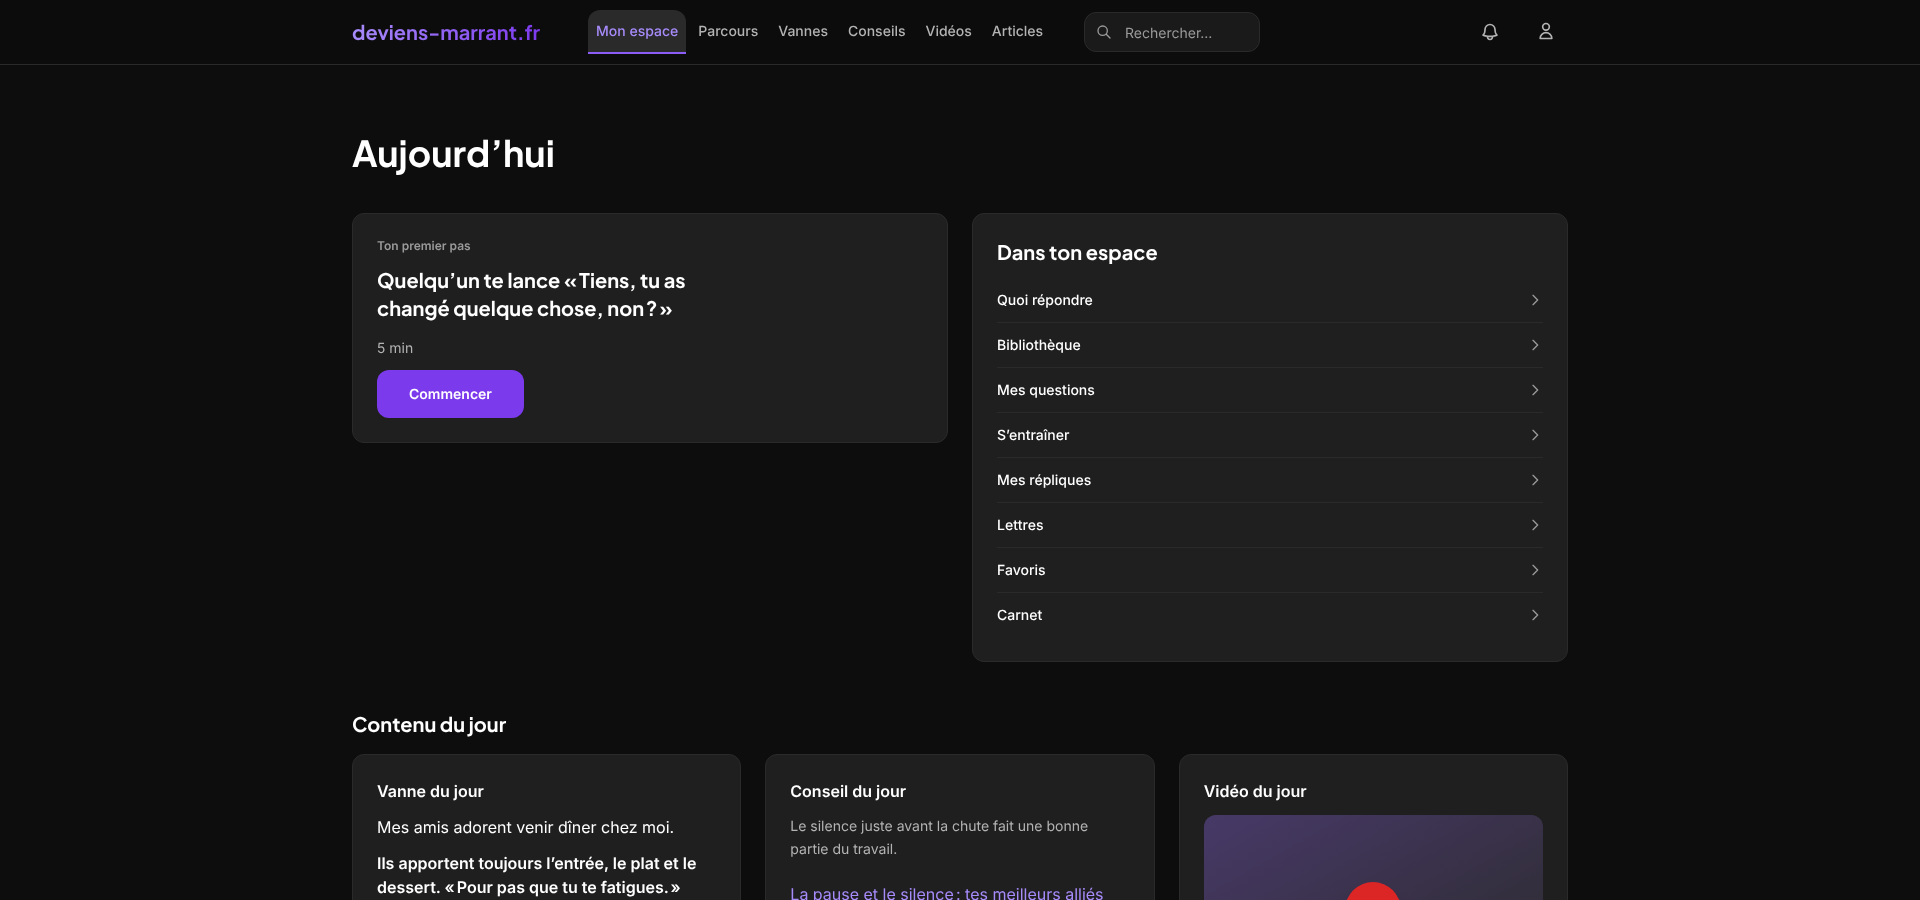 deviens-marrant.fr
Mon espace
Parcours
Vannes
Conseils
Vidéos
Articles
Rechercher...
Aujourd’hui
Ton premier pas
Quelqu’un te lance « Tiens, tu as
changé quelque chose, non ? »
5 min
Commencer
Dans ton espace
Quoi répondre
Bibliothèque
Mes questions
S’entraîner
Mes répliques
Lettres
Favoris
Carnet
Contenu du jour
Vanne du jour
Mes amis adorent venir dîner chez moi.
Ils apportent toujours l’entrée, le plat et le
dessert. « Pour pas que tu te fatigues. »
Conseil du jour
Le silence juste avant la chute fait une bonne
partie du travail.
La pause et le silence : tes meilleurs alliés
Vidéo du jour